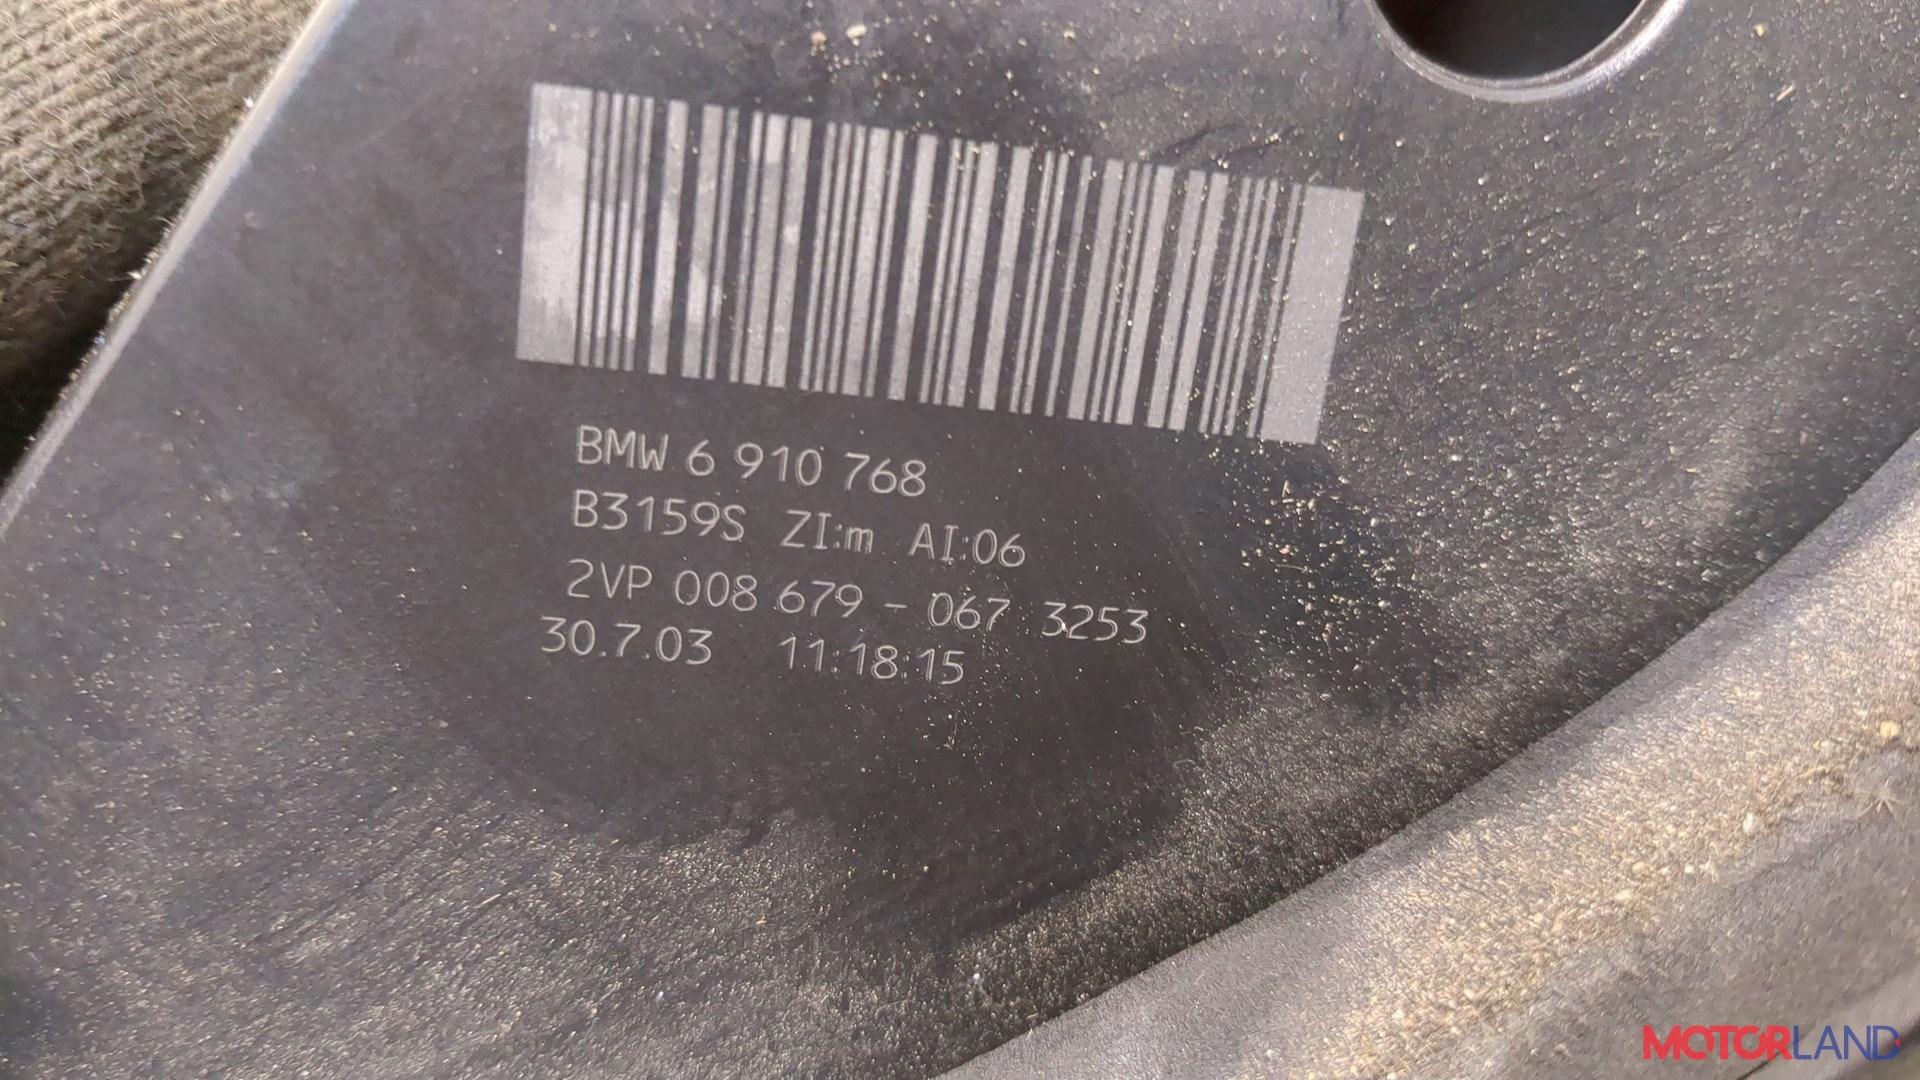 BMW 6 910 768
B3159S ZI:m AI:06
2VP 008 679 - 067 3253
30.7.03 11:18:15
MOTORLAND